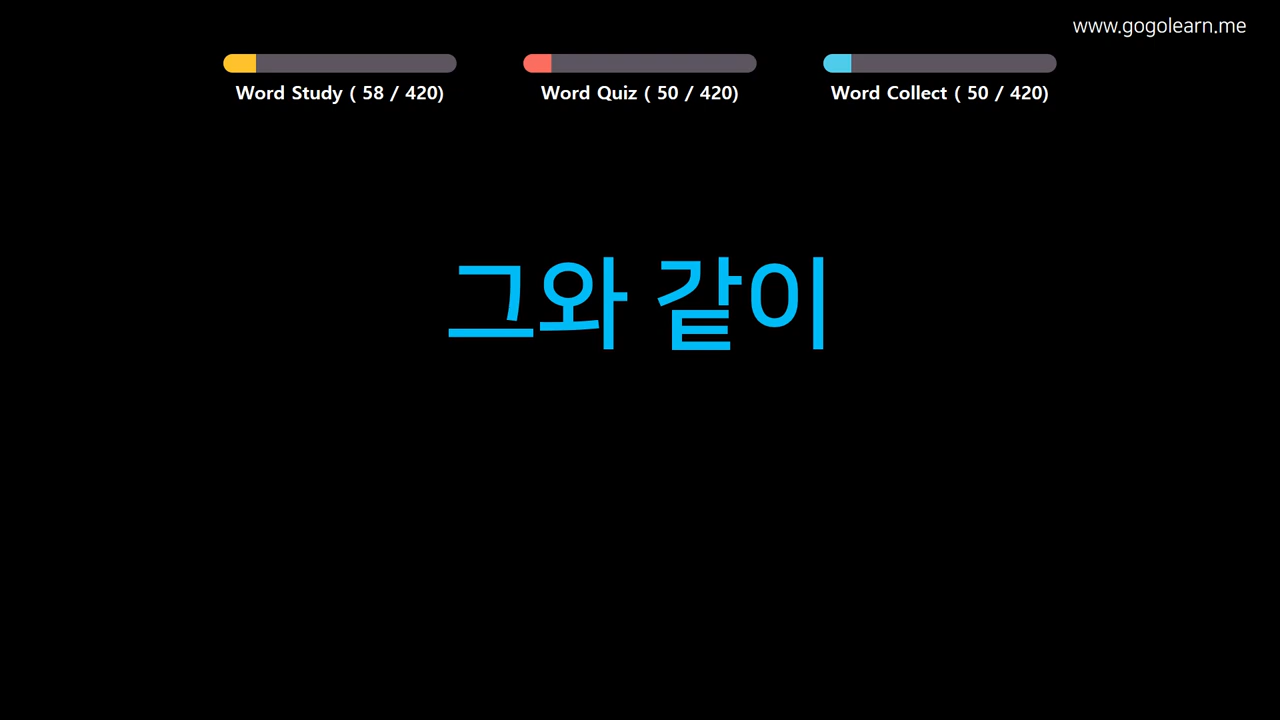 www.gogolearn.me
Word Study ( 58 / 420)
Word Quiz ( 50 / 420)
Word Collect ( 50 / 420)
그와 같이